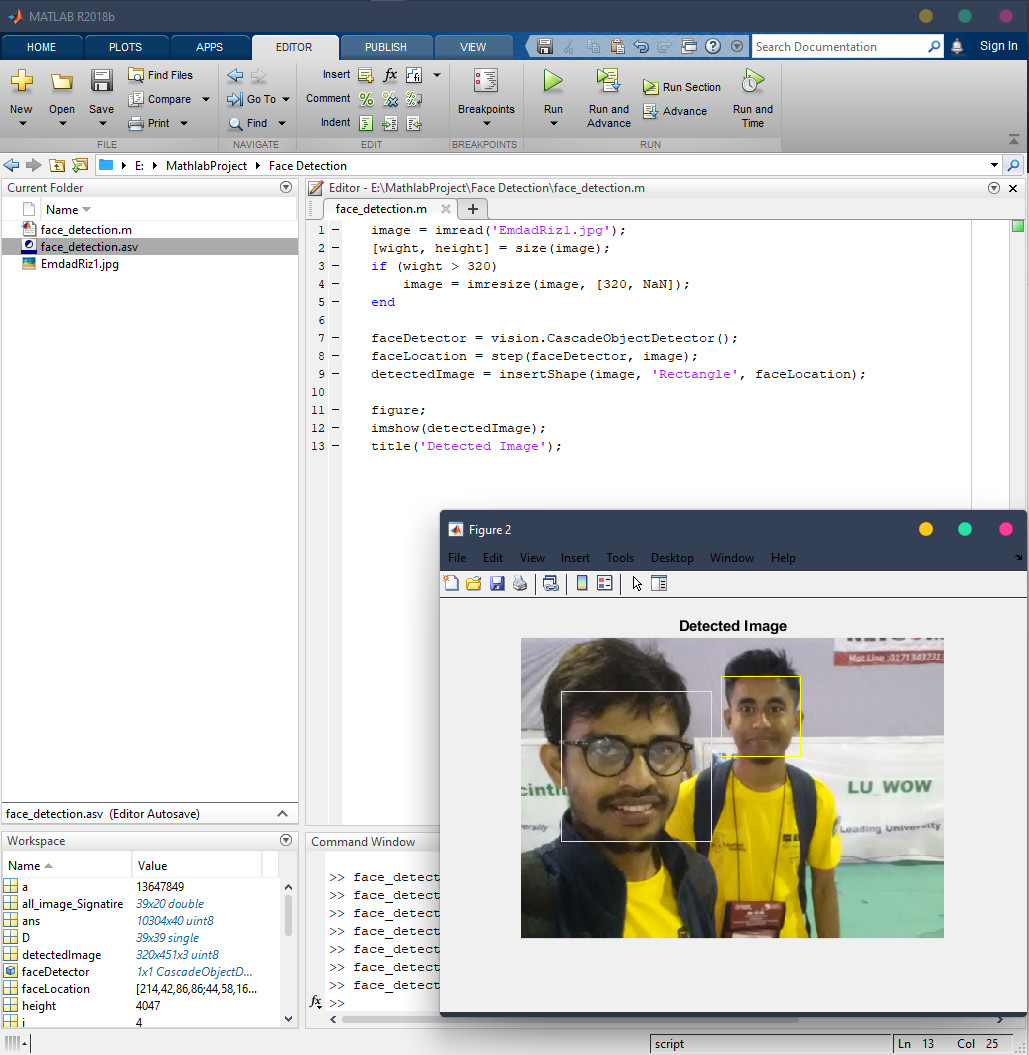 MATLAB R2018b
HOME PLOTS APPS EDITOR PUBLISH VIEW Search Documentation Sign In
New Open Save Find Files Compare Print Go To Find Insert fx Comment Indent Breakpoints Run Run and Advance Run Section Advance Run and Time
FILE NAVIGATE EDIT BREAKPOINTS RUN
E: MathlabProject Face Detection
Current Folder
Name
face_detection.m
face_detection.asv
EmdadRiz1.jpg
face_detection.asv (Editor Autosave)
Workspace
Name Value
a 13647849
all_image_Signatire 39x20 double
ans 10304x40 uint8
D 39x39 single
detectedImage 320x451x3 uint8
faceDetector 1x1 CascadeObjectD...
faceLocation [214,42,86,86;44,58,16...
height 4047
i 4
Editor - E:\MathlabProject\Face Detection\face_detection.m
face_detection.m
1 image = imread('EmdadRiz1.jpg');
2 [wight, height] = size(image);
3 if (wight > 320)
4 image = imresize(image, [320, NaN]);
5 end
6
7 faceDetector = vision.CascadeObjectDetector();
8 faceLocation = step(faceDetector, image);
9 detectedImage = insertShape(image, 'Rectangle', faceLocation);
10
11 figure;
12 imshow(detectedImage);
13 title('Detected Image');
Command Window
>> face_detect
>> face_detect
>> face_detect
>> face_detect
>> face_detect
>> face_detect
>> face_detect
fx >>
Figure 2
File Edit View Insert Tools Desktop Window Help
Detected Image
Hot Line :01713432313
LU_WOW
Leading University
script Ln 13 Col 25